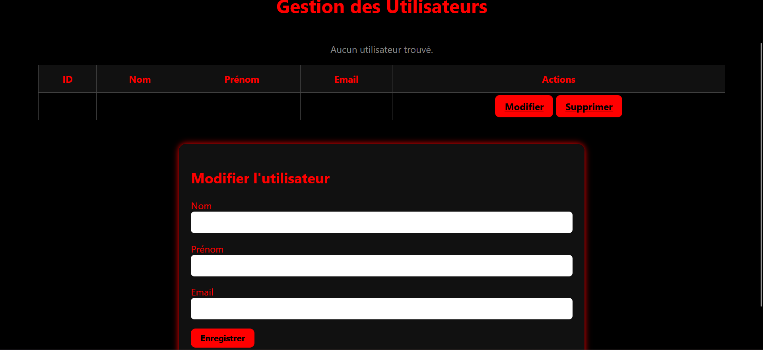 Gestion des Utilisateurs
Aucun utilisateur trouvé.
ID Nom Prénom Email Actions
Modifier Supprimer
Modifier l'utilisateur
Nom
Prénom
Email
Enregistrer